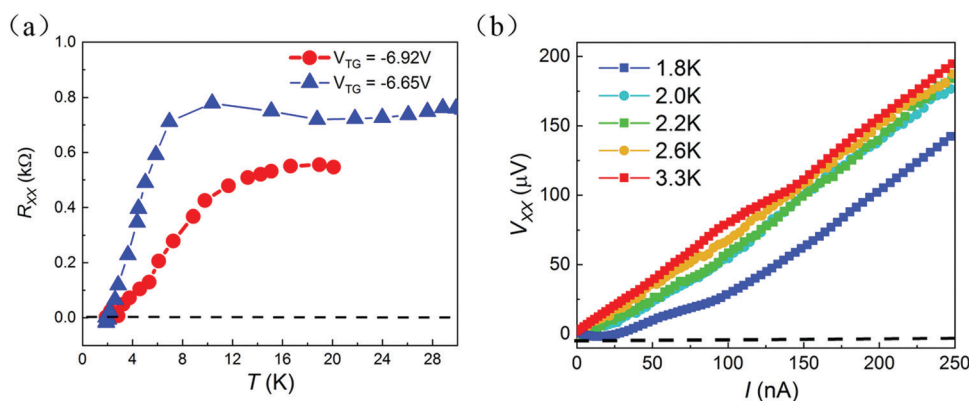 (a)
1.0
0.8
0.6
0.4
0.2
0.0
R_XX (kΩ)
V_TG = -6.92V
V_TG = -6.65V
0 4 8 12 16 20 24 28
T (K)
(b)
200
150
100
50
0
V_XX (μV)
1.8K
2.0K
2.2K
2.6K
3.3K
0 50 100 150 200 250
I (nA)